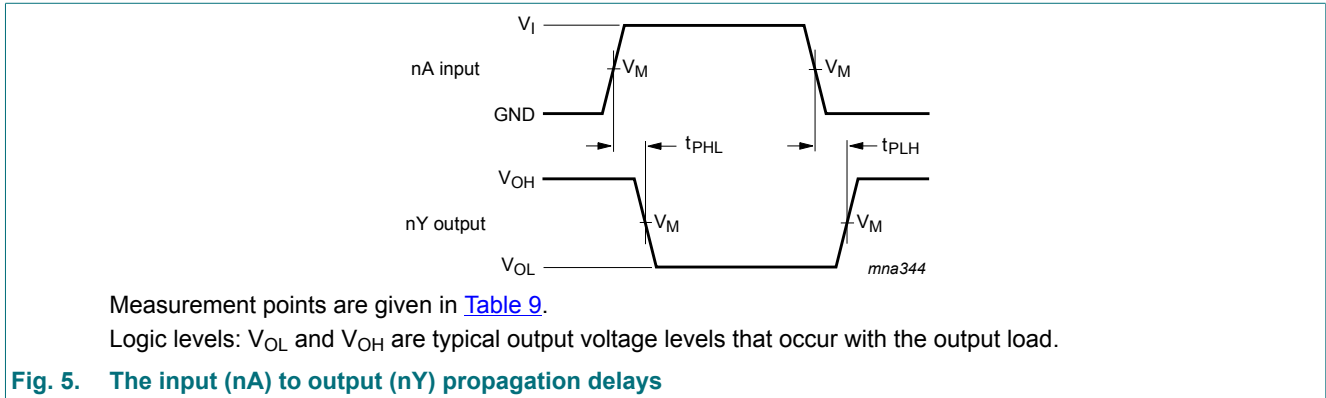 V_I
nA input
V_M
V_M
GND
t_PHL
t_PLH
V_OH
nY output
V_M
V_M
V_OL
mna344
Measurement points are given in Table 9.
Logic levels: V_OL and V_OH are typical output voltage levels that occur with the output load.
Fig. 5. The input (nA) to output (nY) propagation delays